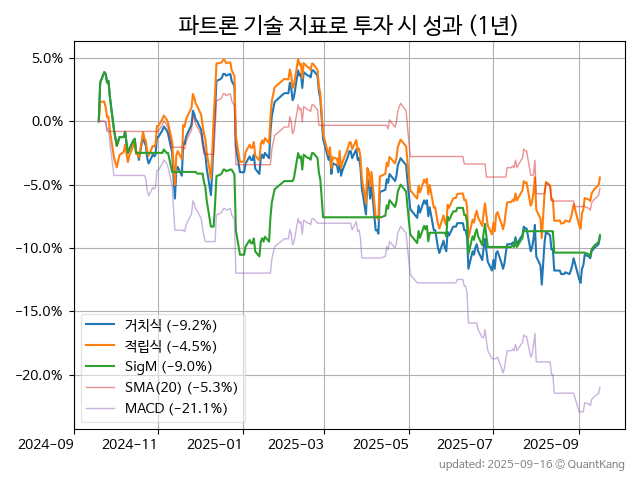 파트론 기술 지표로 투자 시 성과 (1년)
5.0%
0.0%
−5.0%
−10.0%
−15.0%
−20.0%
거치식 (−9.2%)
적립식 (−4.5%)
SigM (−9.0%)
SMA(20) (−5.3%)
MACD (−21.1%)
2024−09
2024−11
2025−01
2025−03
2025−05
2025−07
2025−09
updated: 2025−09−16 © QuantKang